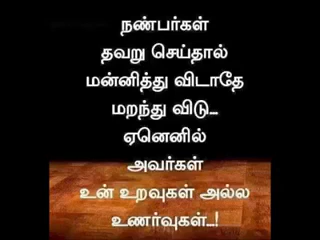 நண்பர்கள்
தவறு செய்தால்
மன்னித்து விடாதே
மறந்து விடு...
ஏனெனில்
அவர்கள்
உன் உறவுகள் அல்ல
உணர்வுகள்...!